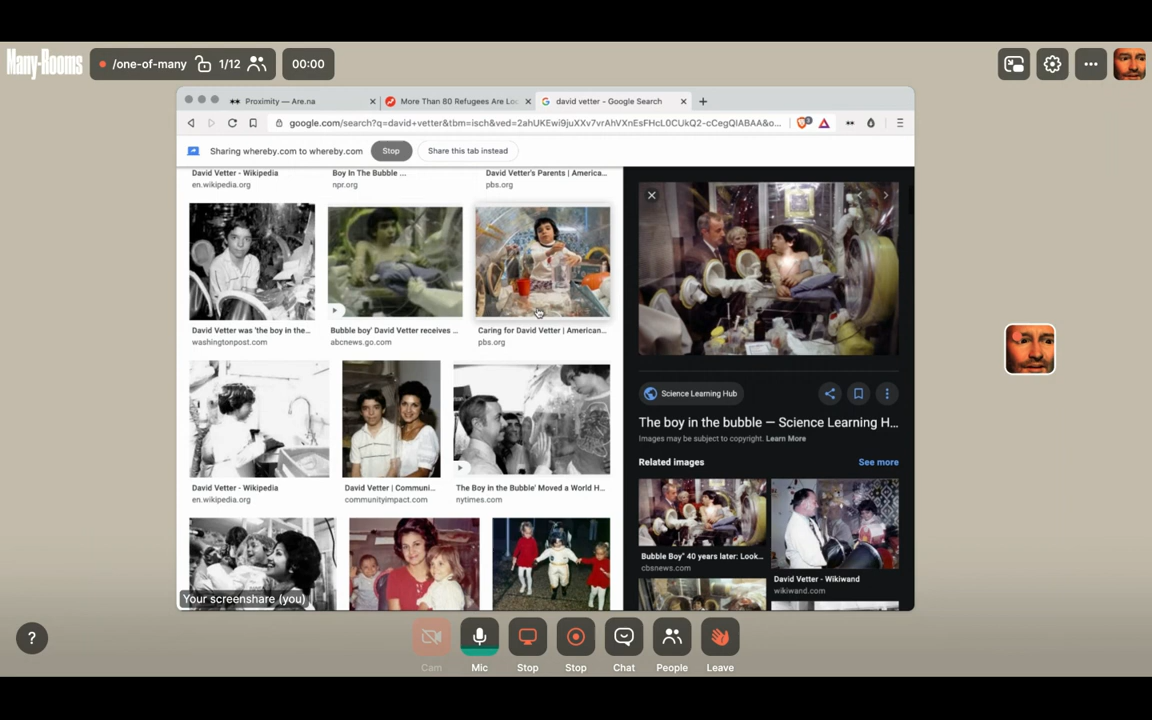 Many-Rooms
/one-of-many
1/12
00:00
Proximity — Are.na
More Than 80 Refugees Are Loc
david vetter - Google Search
google.com/search?q=david+vetter&tbm=isch&ved=2ahUKEwi9juXXv7vrAhVXnEsFHcL0CUkQ2-cCegQIABAA&o...
Sharing whereby.com to whereby.com
Stop
Share this tab instead
David Vetter - Wikipedia
en.wikipedia.org
Boy In The Bubble ...
npr.org
David Vetter's Parents | America...
pbs.org
David Vetter was 'the boy in the...
washingtonpost.com
Bubble boy' David Vetter receives ...
abcnews.go.com
Caring for David Vetter | American...
pbs.org
David Vetter - Wikipedia
en.wikipedia.org
David Vetter | Communi...
communityimpact.com
The Boy in the Bubble' Moved a World H...
nytimes.com
Science Learning Hub
The boy in the bubble — Science Learning H...
Images may be subject to copyright. Learn More
Related images
See more
Bubble Boy" 40 years later: Look...
cbsnews.com
David Vetter - Wikiwand
wikiwand.com
Your screenshare (you)
?
Cam
Mic
Stop
Stop
Chat
People
Leave